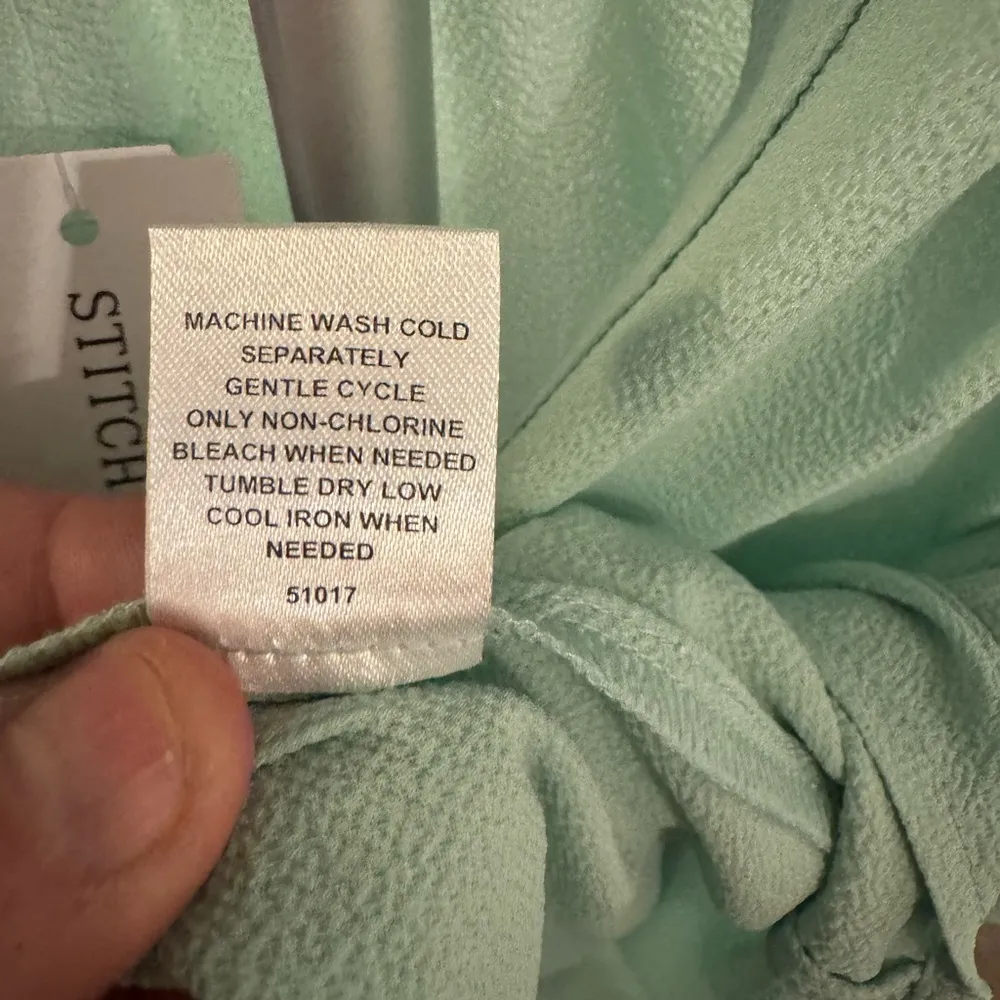 STITCH
MACHINE WASH COLD
SEPARATELY
GENTLE CYCLE
ONLY NON-CHLORINE
BLEACH WHEN NEEDED
TUMBLE DRY LOW
COOL IRON WHEN
NEEDED
51017